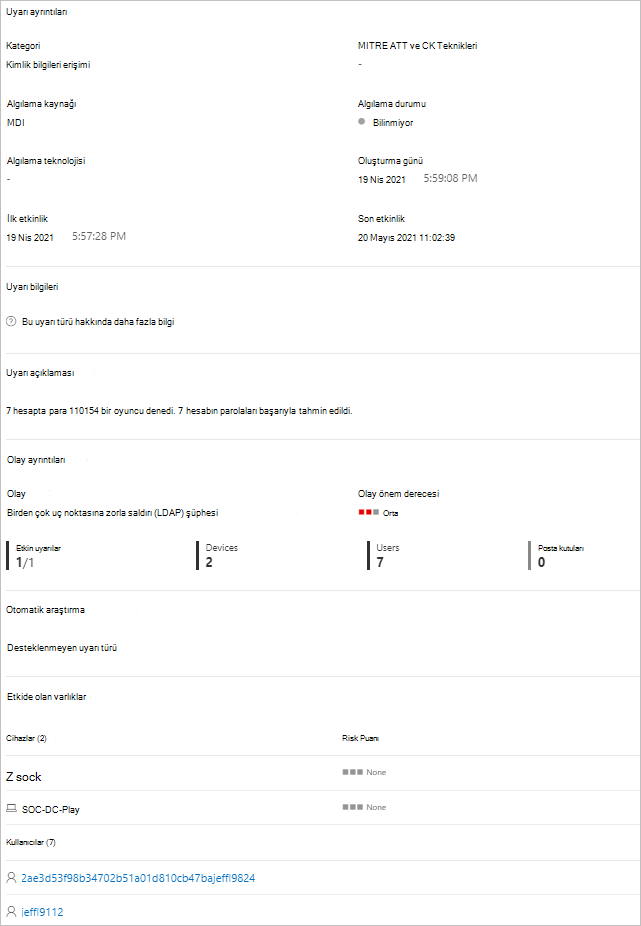 Uyarı ayrıntıları
Kategori
MITRE ATT ve CK Teknikleri
Kimlik bilgileri erişimi
-
Algılama kaynağı
Algılama durumu
MDI
Bilinmiyor
Algılama teknolojisi
Oluşturma günü
-
19 Nis 2021 5:59:08 PM
İlk etkinlik
Son etkinlik
19 Nis 2021 5:57:28 PM
20 Mayıs 2021 11:02:39
Uyarı bilgileri
Bu uyarı türü hakkında daha fazla bilgi
Uyarı açıklaması
7 hesapta para 110154 bir oyuncu denedi. 7 hesabın parolaları başarıyla tahmin edildi.
Olay ayrıntıları
Olay
Olay önem derecesi
Birden çok uç noktasına zorla saldırı (LDAP) şüphesi
Orta
Etkin uyarılar
Devices
Users
Posta kutuları
1/1
2
7
0
Otomatik araştırma
Desteklenmeyen uyarı türü
Etkide olan varlıklar
Cihazlar (2)
Risk Puanı
Z sock
None
SOC-DC-Play
None
Kullanıcılar (7)
2ae3d53f98b34702b51a01d810cb47bajeffl9824
jeffl9112